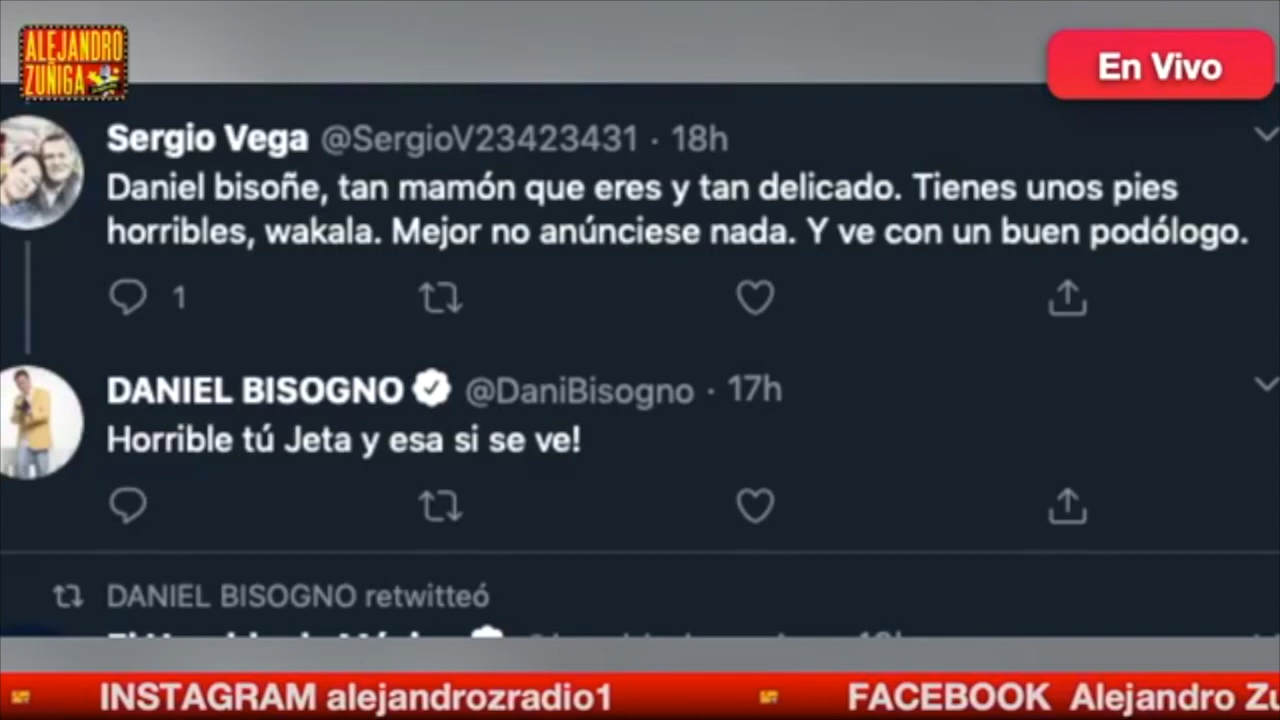 ALEJANDRO
ZUÑIGA
En Vivo
Sergio Vega @SergioV23423431 · 18h
Daniel bisoñe, tan mamón que eres y tan delicado. Tienes unos pies
horribles, wakala. Mejor no anúnciese nada. Y ve con un buen podólogo.
1
DANIEL BISOGNO @DaniBisogno · 17h
Horrible tú Jeta y esa si se ve!
DANIEL BISOGNO retwitteó
INSTAGRAM alejandrozradio1
FACEBOOK Alejandro Zu